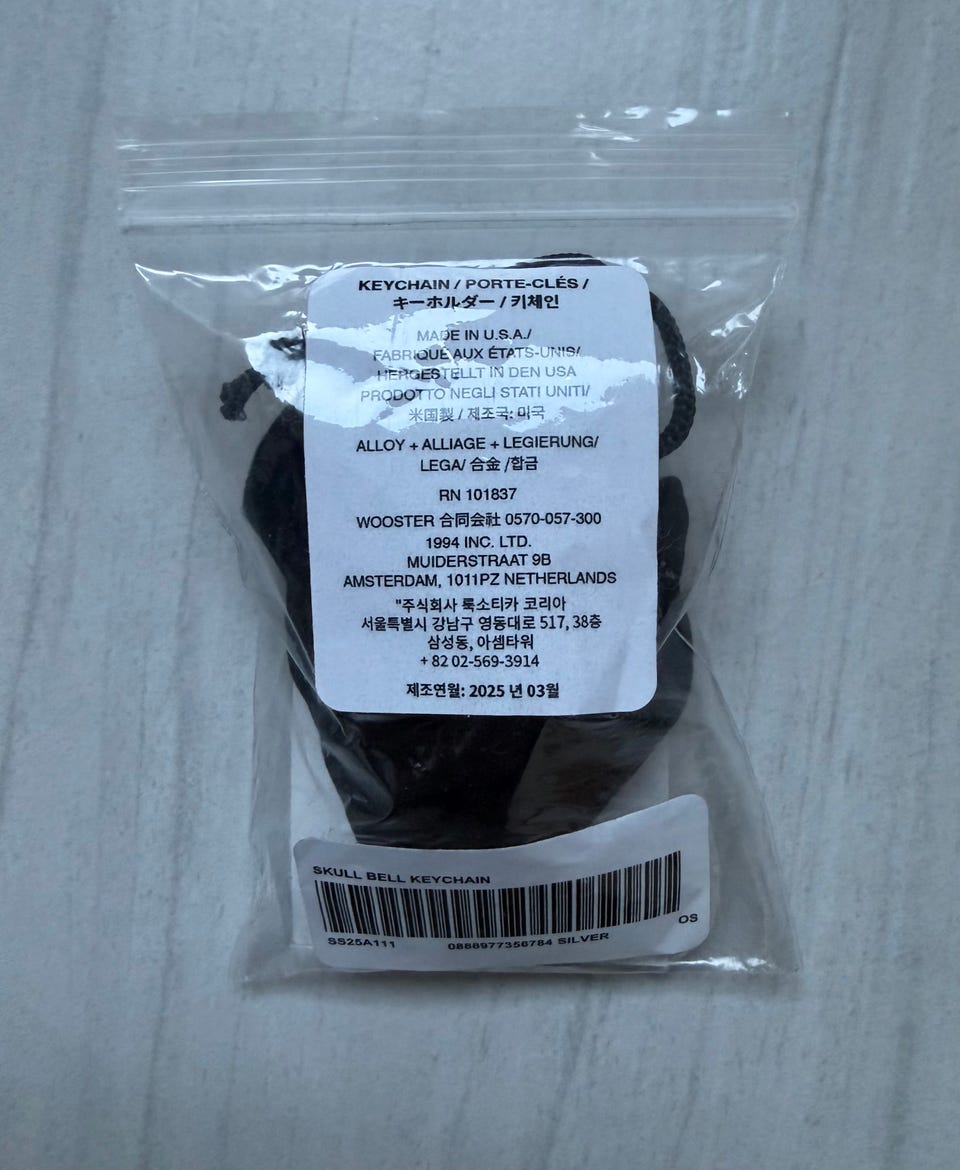 KEYCHAIN / PORTE-CLÉS /
キーホルダー / 키체인
MADE IN U.S.A./
FABRIQUÉ AUX ÉTATS-UNIS/
HERGESTELLT IN DEN USA
PRODOTTO NEGLI STATI UNITI/
米国製 / 제조국: 미국
ALLOY + ALLIAGE + LEGIERUNG/
LEGA/ 合金 /합금
RN 101837
WOOSTER 合同会社 0570-057-300
1994 INC. LTD.
MUIDERSTRAAT 9B
AMSTERDAM, 1011PZ NETHERLANDS
"주식회사 룩소티카 코리아
서울특별시 강남구 영동대로 517, 38층
삼성동, 아셈타워
+ 82 02-569-3914
제조연월: 2025 년 03월
SKULL BELL KEYCHAIN
OS
SS25A111 0888977356784 SILVER